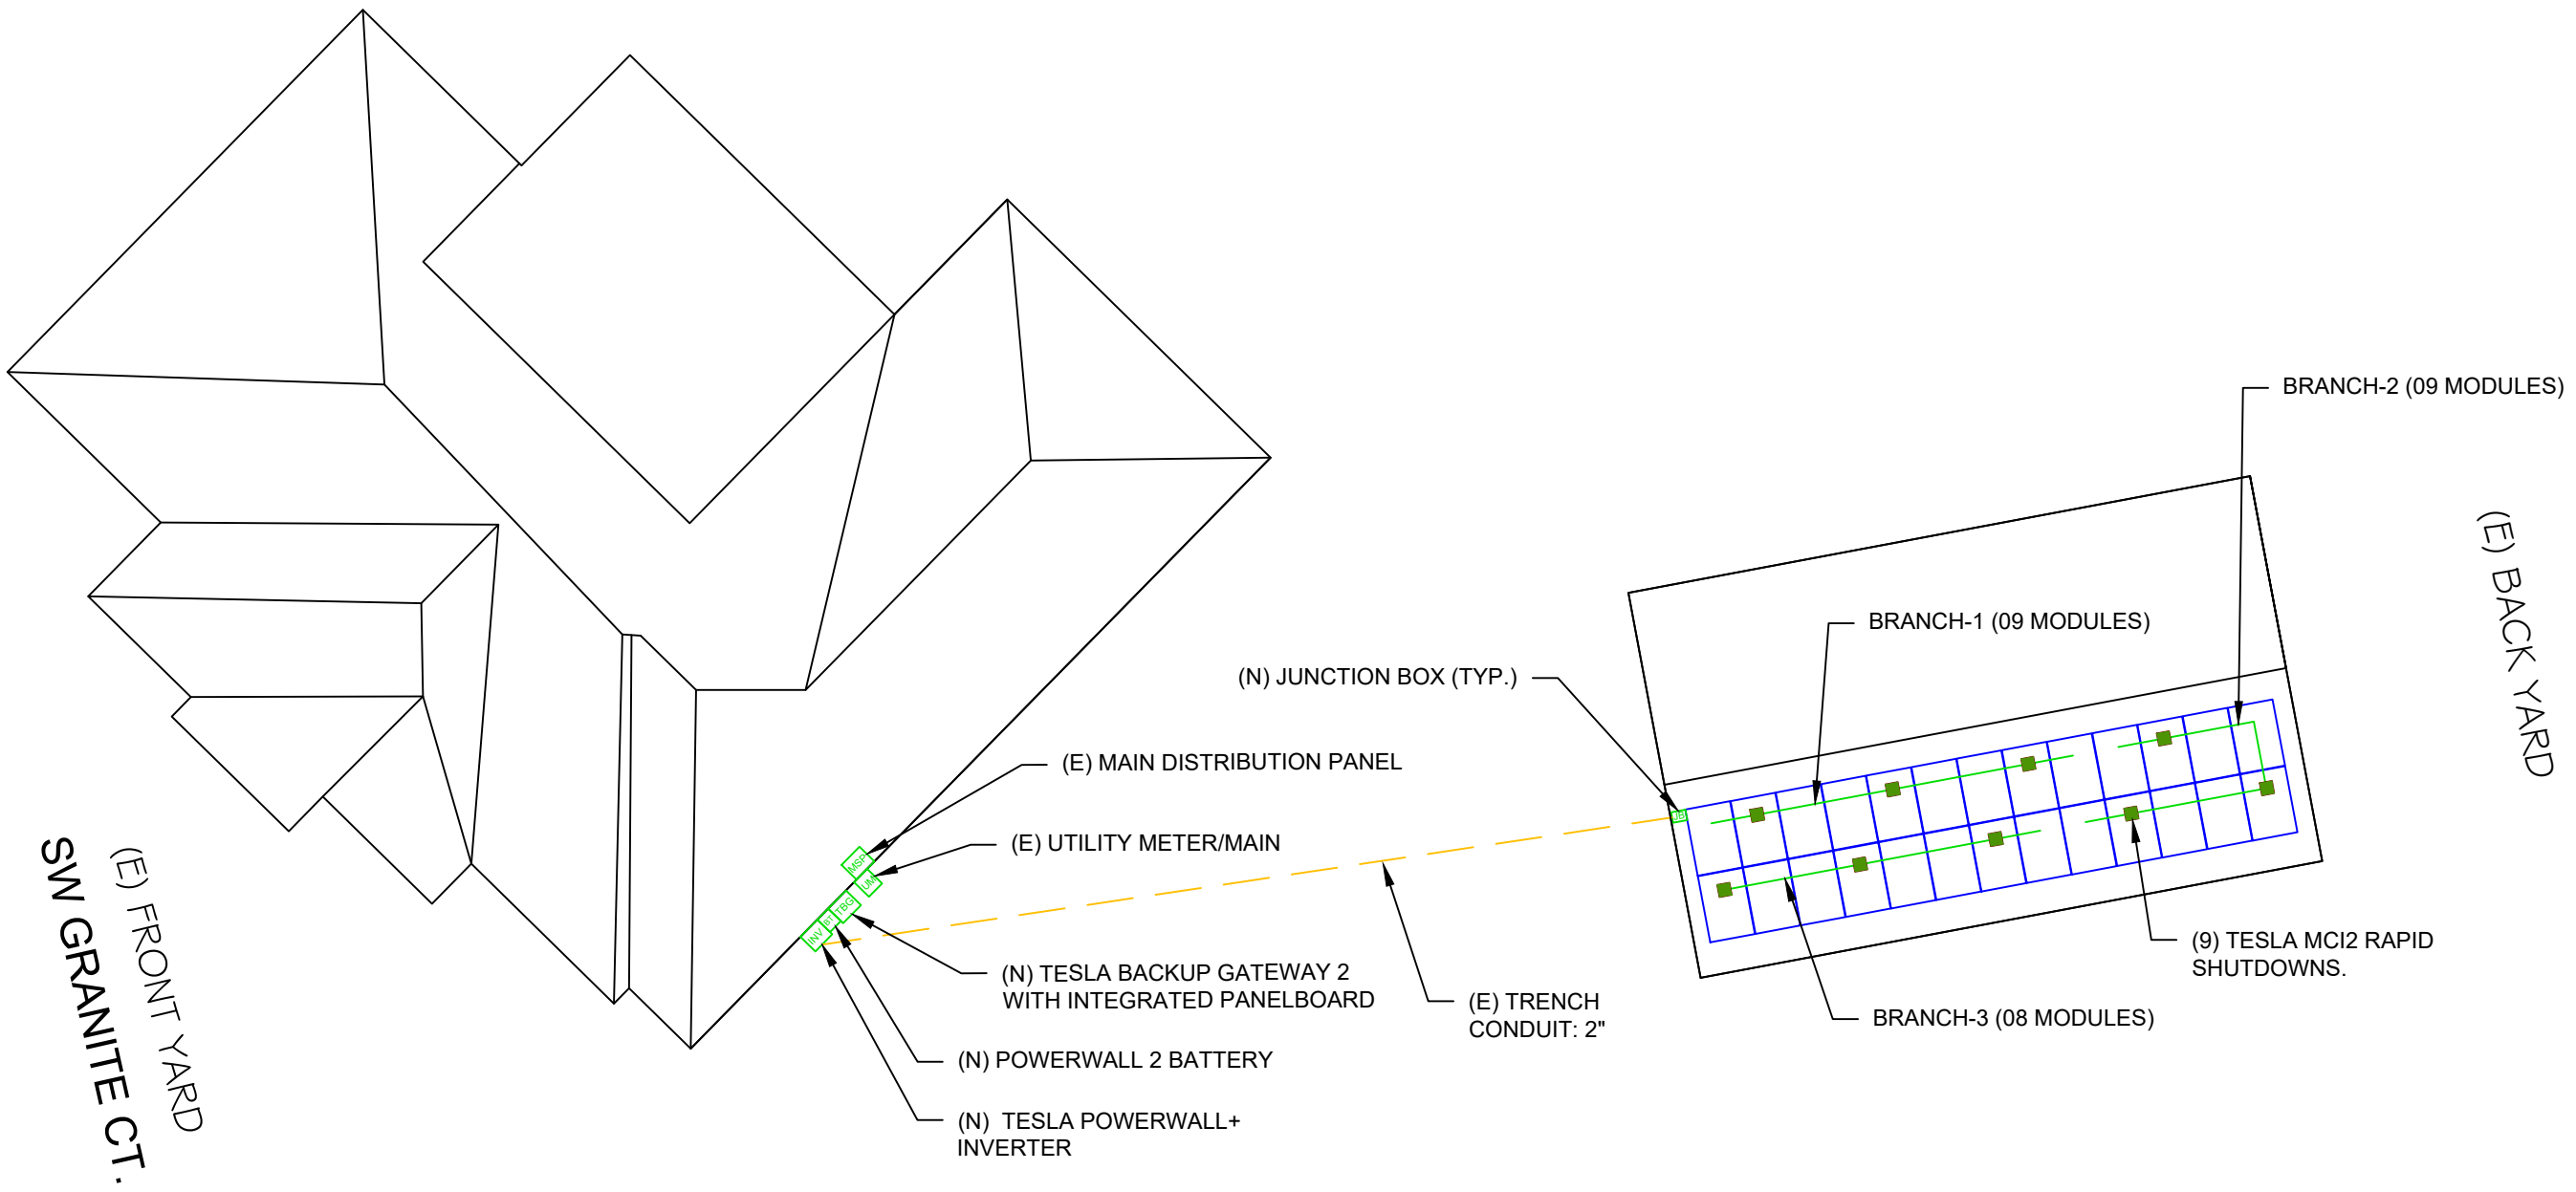 BRANCH-2 (09 MODULES)
(E) BACK YARD
BRANCH-1 (09 MODULES)
(N) JUNCTION BOX (TYP.)
JB
(E) MAIN DISTRIBUTION PANEL
(E) UTILITY METER/MAIN
MSP
UM
TBG
BT
INV
(N) TESLA BACKUP GATEWAY 2
WITH INTEGRATED PANELBOARD
(E) TRENCH
CONDUIT: 2"
(9) TESLA MCI2 RAPID
SHUTDOWNS.
BRANCH-3 (08 MODULES)
(N) POWERWALL 2 BATTERY
(N) TESLA POWERWALL+
INVERTER
(E) FRONT YARD
SW GRANITE CT.